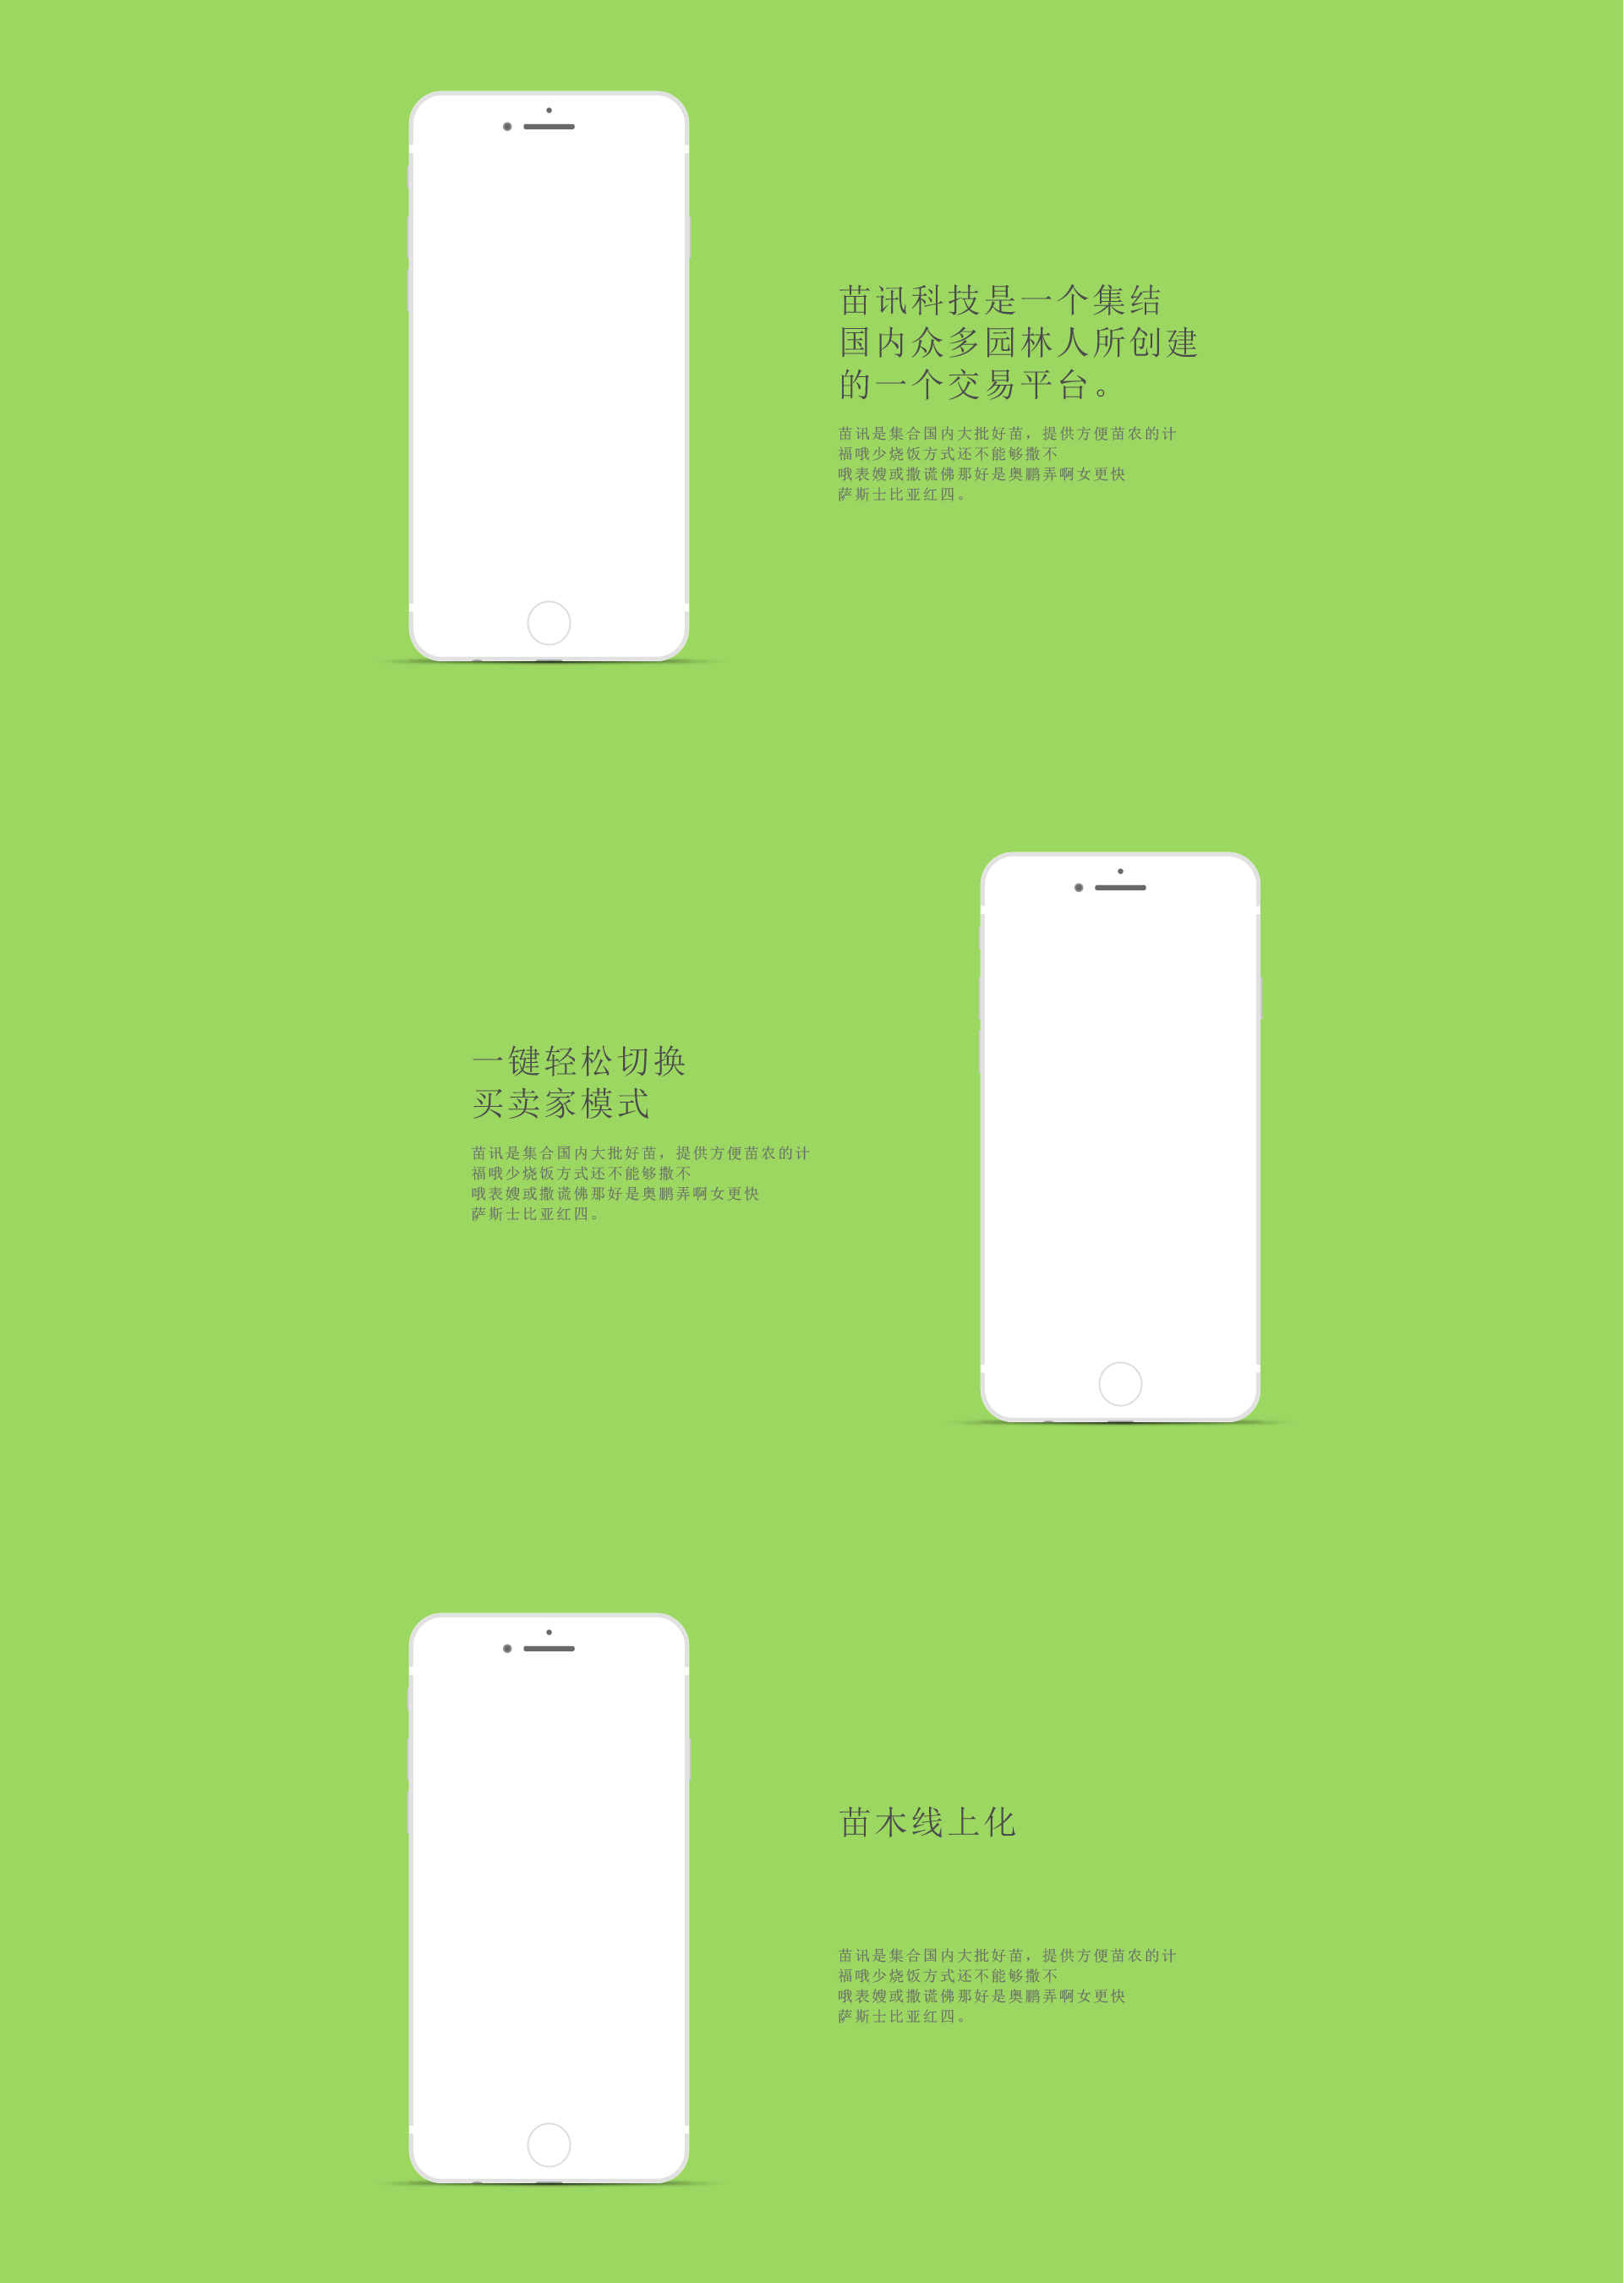 苗讯科技是一个集结
国内众多园林人所创建
的一个交易平台。
苗讯是集合国内大批好苗，提供方便苗农的计
福哦少烧饭方式还不能够撒不
哦表嫂或撒谎佛那好是奥鹏弄啊女更快
萨斯士比亚红四。
一键轻松切换
买卖家模式
苗讯是集合国内大批好苗，提供方便苗农的计
福哦少烧饭方式还不能够撒不
哦表嫂或撒谎佛那好是奥鹏弄啊女更快
萨斯士比亚红四。
苗木线上化
苗讯是集合国内大批好苗，提供方便苗农的计
福哦少烧饭方式还不能够撒不
哦表嫂或撒谎佛那好是奥鹏弄啊女更快
萨斯士比亚红四。